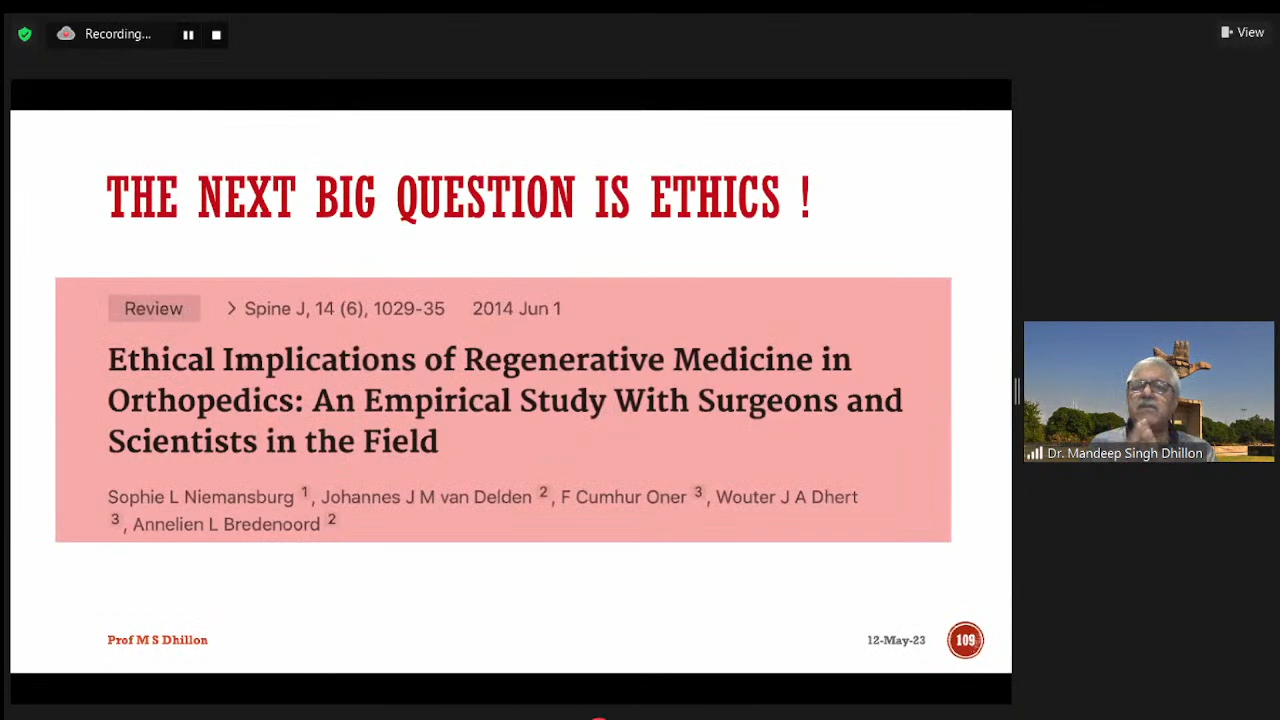 Recording...
View
THE NEXT BIG QUESTION IS ETHICS !
Review > Spine J, 14 (6), 1029-35 2014 Jun 1
Ethical Implications of Regenerative Medicine in
Orthopedics: An Empirical Study With Surgeons and
Scientists in the Field
Sophie L Niemansburg 1, Johannes J M van Delden 2, F Cumhur Oner 3, Wouter J A Dhert
3, Annelien L Bredenoord 2
Dr. Mandeep Singh Dhillon
Prof M S Dhillon
12-May-23
109